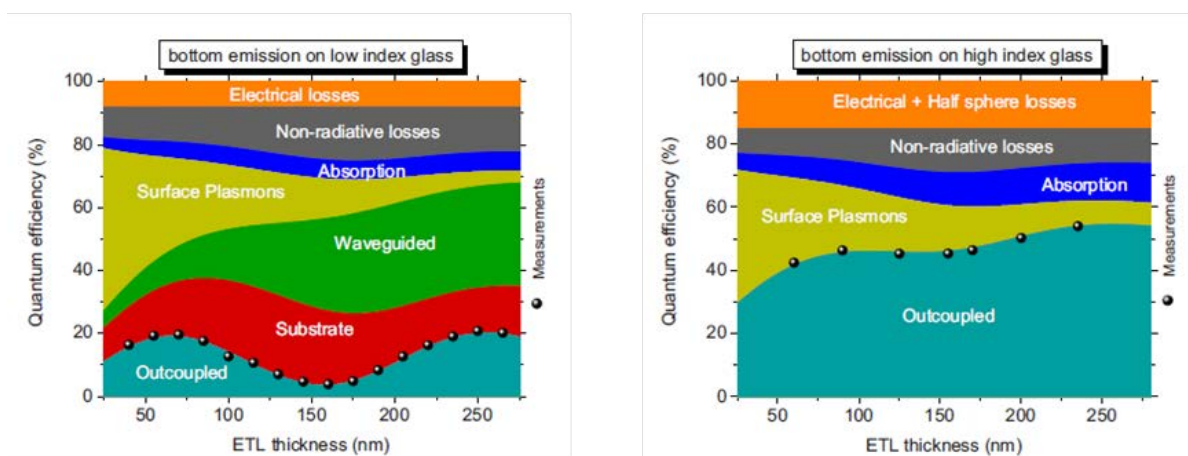 bottom emission on low index glass
100
80
60
40
20
0
Quantum efficiency (%)
Electrical losses
Non-radiative losses
Absorption
Surface Plasmons
Waveguided
Substrate
Outcoupled
50
100
150
200
250
ETL thickness (nm)
Measurements
bottom emission on high index glass
100
80
60
40
20
0
Quantum efficiency (%)
Electrical + Half sphere losses
Non-radiative losses
Absorption
Surface Plasmons
Outcoupled
50
100
150
200
250
ETL thickness (nm)
Measurements